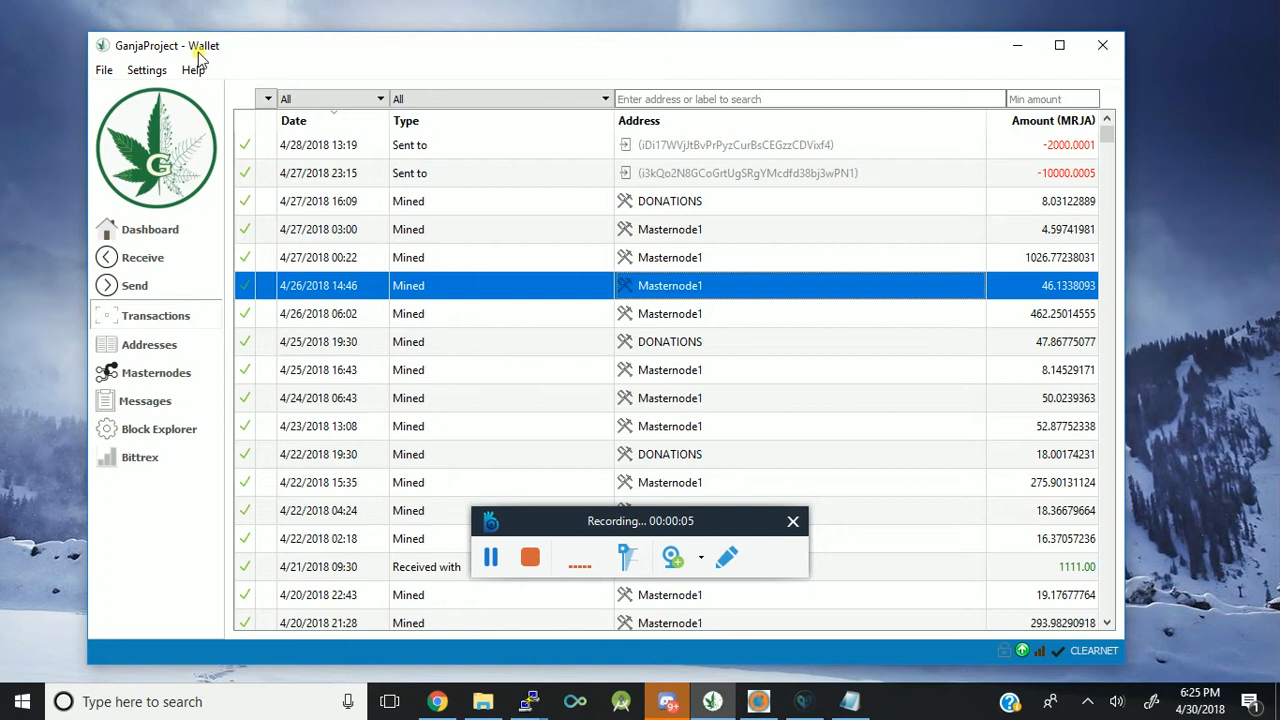 GanjaProject - Wallet
File Settings Help
All All Enter address or label to search Min amount
Date Type Address Amount (MRJA)
4/28/2018 13:19 Sent to (iDi17WVjJtBvPrPyzCurBsCEGzzCDVixf4) -2000.0001
4/27/2018 23:15 Sent to (i3kQo2N8GCoGrtUgSRgYMcdfd38bj3wPN1) -10000.0005
4/27/2018 16:09 Mined DONATIONS 8.03122889
4/27/2018 03:00 Mined Masternode1 4.59741981
4/27/2018 00:22 Mined Masternode1 1026.77238031
4/26/2018 14:46 Mined Masternode1 46.1338093
4/26/2018 06:02 Mined Masternode1 462.25014555
4/25/2018 19:30 Mined DONATIONS 47.86775077
4/25/2018 16:43 Mined Masternode1 8.14529171
4/24/2018 06:43 Mined Masternode1 50.0239363
4/23/2018 13:08 Mined Masternode1 52.87752338
4/22/2018 19:30 Mined DONATIONS 18.00174231
4/22/2018 15:35 Mined Masternode1 275.90131124
4/22/2018 04:24 Mined 18.36679664
4/22/2018 02:18 Mined 16.37057236
4/21/2018 09:30 Received with 1111.00
4/20/2018 22:43 Mined Masternode1 19.17677764
4/20/2018 21:28 Mined Masternode1 293.98290918
G
Dashboard
Receive
Send
Transactions
Addresses
Masternodes
Messages
Block Explorer
Bittrex
Recording... 00:00:05
CLEARNET
Type here to search
9+
6:25 PM
4/30/2018
1